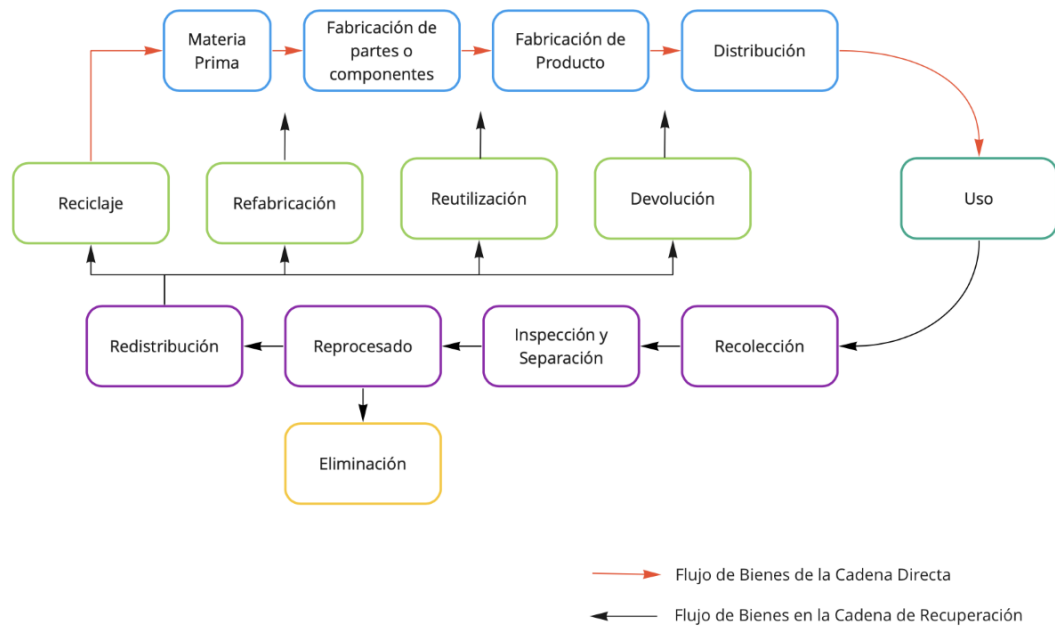 Materia
Prima
Fabricación de
partes o
componentes
Fabricación de
Producto
Distribución
Reciclaje
Refabricación
Reutilización
Devolución
Uso
Redistribución
Reprocesado
Inspección y
Separación
Recolección
Eliminación
Flujo de Bienes de la Cadena Directa
Flujo de Bienes en la Cadena de Recuperación